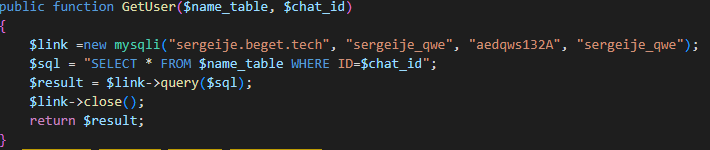 public function GetUser($name_table, $chat_id)
{
$link =new mysqli("sergeije.beget.tech", "sergeije_qwe", "aedqws132A", "sergeije_qwe");
$sql = "SELECT * FROM $name_table WHERE ID=$chat_id";
$result = $link->query($sql);
$link->close();
return $result;
}